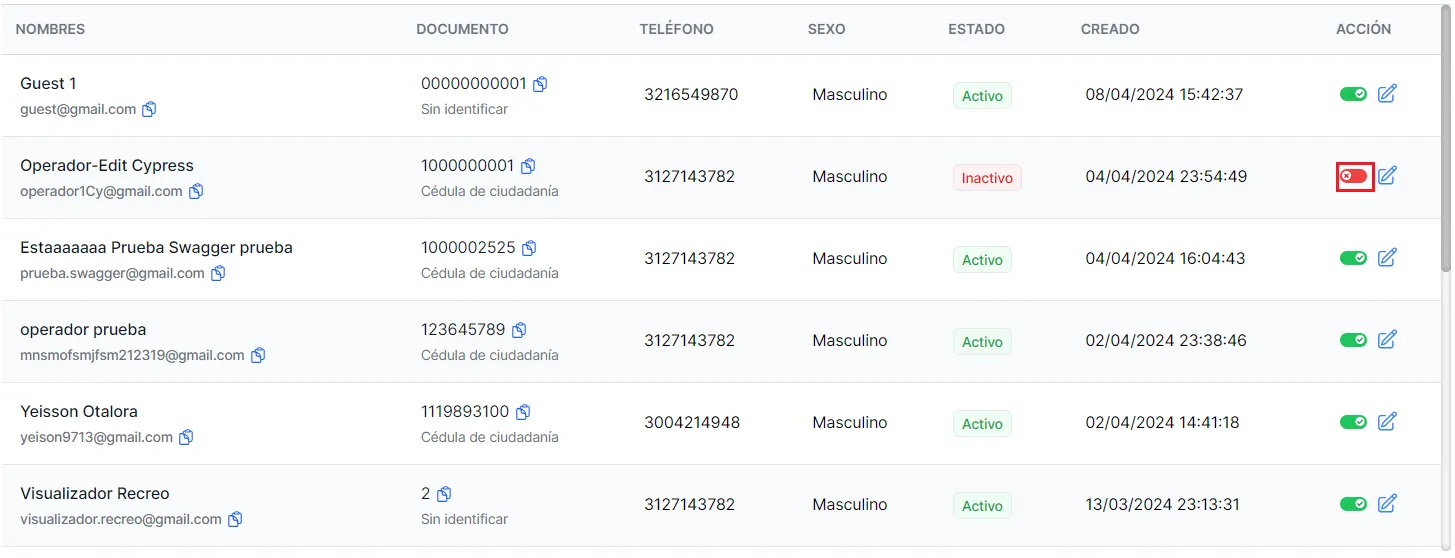 NOMBRES DOCUMENTO TELÉFONO SEXO ESTADO CREADO ACCIÓN
Guest 1 00000000001
guest@gmail.com Sin identificar 3216549870 Masculino Activo 08/04/2024 15:42:37
Operador-Edit Cypress 1000000001
operador1Cy@gmail.com Cédula de ciudadanía 3127143782 Masculino Inactivo 04/04/2024 23:54:49
Estaaaaaaa Prueba Swagger prueba 1000002525
prueba.swagger@gmail.com Cédula de ciudadanía 3127143782 Masculino Activo 04/04/2024 16:04:43
operador prueba 123645789
mnsmofsmjfsm212319@gmail.com Cédula de ciudadanía 3127143782 Masculino Activo 02/04/2024 23:38:46
Yeisson Otalora 1119893100
yeison9713@gmail.com Cédula de ciudadanía 3004214948 Masculino Activo 02/04/2024 14:41:18
Visualizador Recreo 2
visualizador.recreo@gmail.com Sin identificar 3127143782 Masculino Activo 13/03/2024 23:13:31